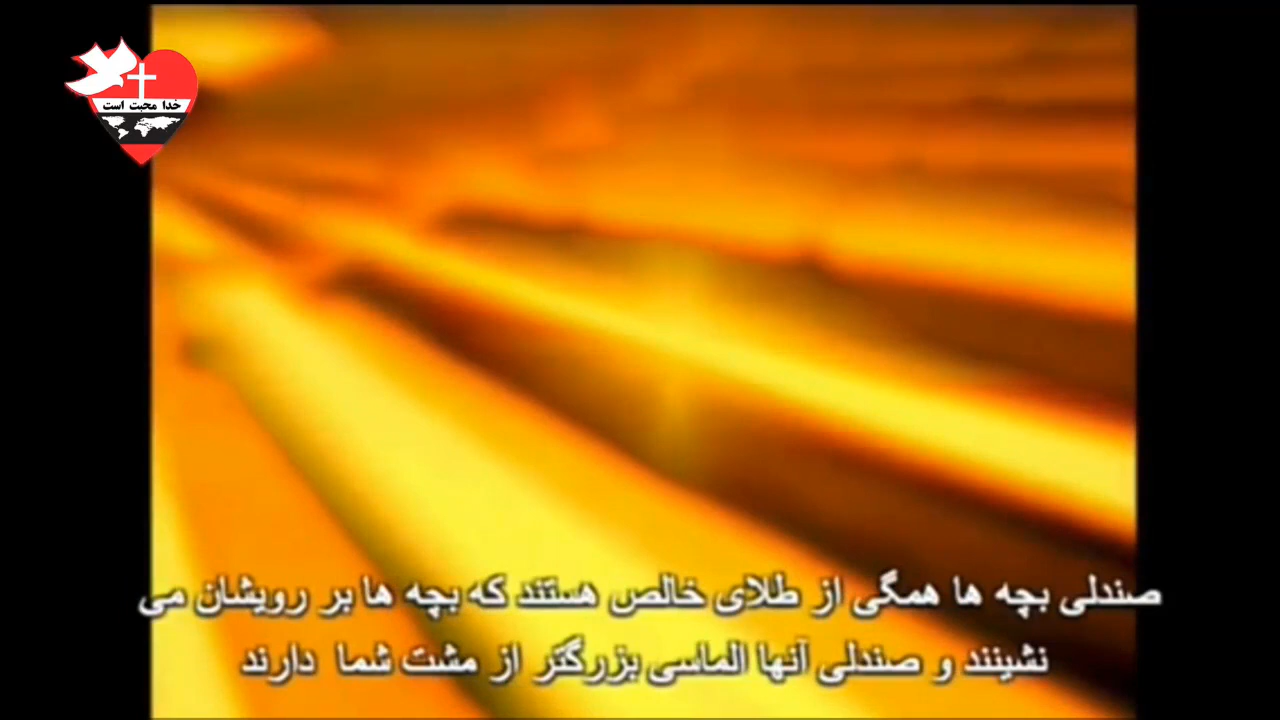 خدا محبت است
صندلی بچه ها همگی از طلای خالص هستند که بچه ها بر رویشان می
نشینند و صندلی آنها الماسی بزرگتر از مشت شما دارند